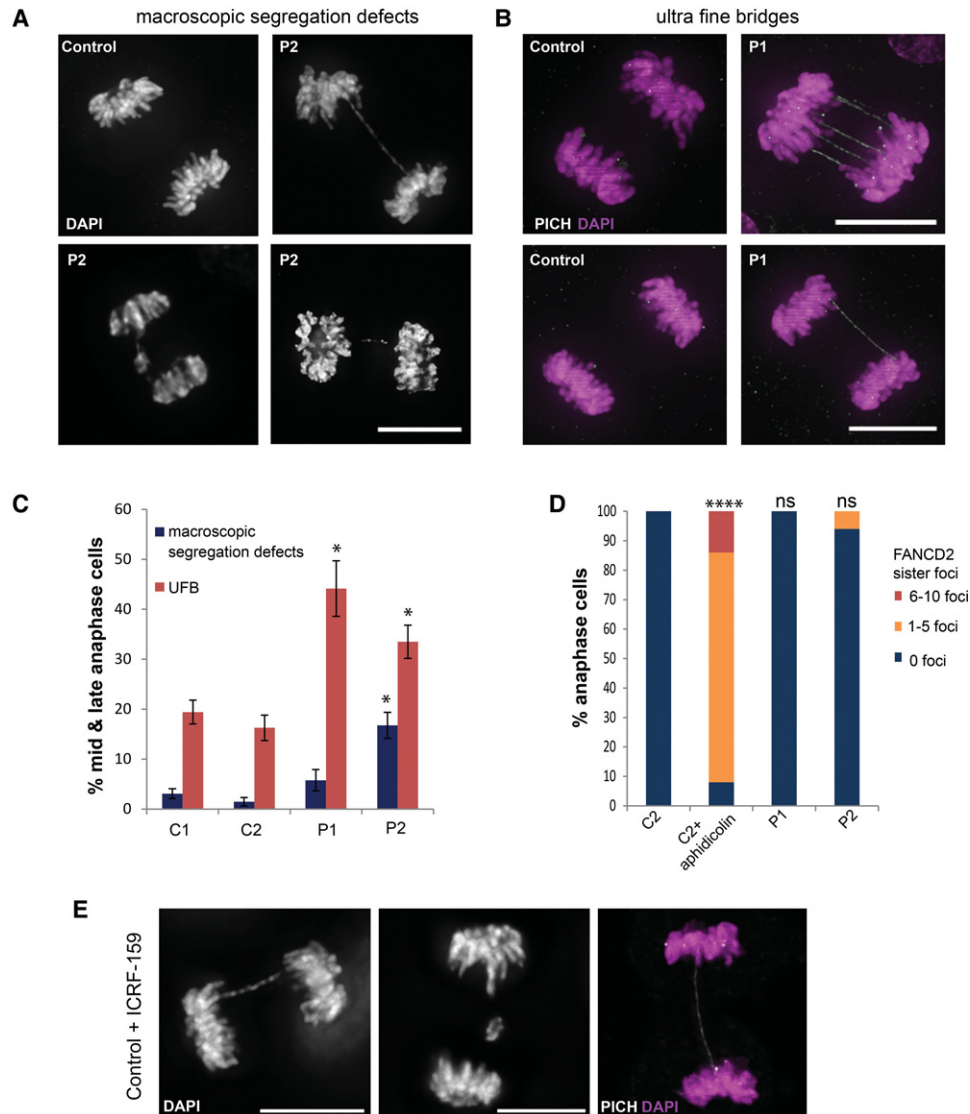 A
macroscopic segregation defects
B
ultra fine bridges
Control
P2
Control
P1
DAPI
PICH DAPI
P2
P2
Control
P1
C
60
50
40
30
20
10
0
% mid & late anaphase cells
macroscopic
segregation defects
UFB
*
*
*
C1
C2
P1
P2
D
****
ns
ns
100
90
80
70
60
50
40
30
20
10
0
% anaphase cells
FANCD2
sister foci
6-10 foci
1-5 foci
0 foci
C2
C2+
aphidicolin
P1
P2
E
Control + ICRF-159
DAPI
PICH DAPI